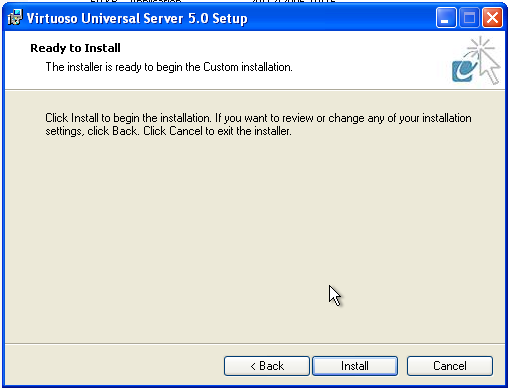 Virtuoso Universal Server 5.0 Setup
Ready to Install
The installer is ready to begin the Custom installation.
Click Install to begin the installation. If you want to review or change any of your installation
settings, click Back. Click Cancel to exit the installer.
< Back
Install
Cancel